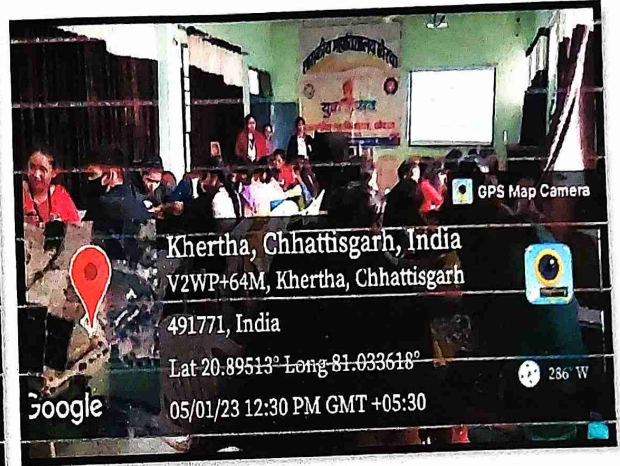 GPS Map Camera
Khertha, Chhattisgarh, India
V2WP+64M, Khertha, Chhattisgarh
491771, India
Lat 20.89513° Long 81.033618°
286° W
05/01/23 12:30 PM GMT +05:30
Google